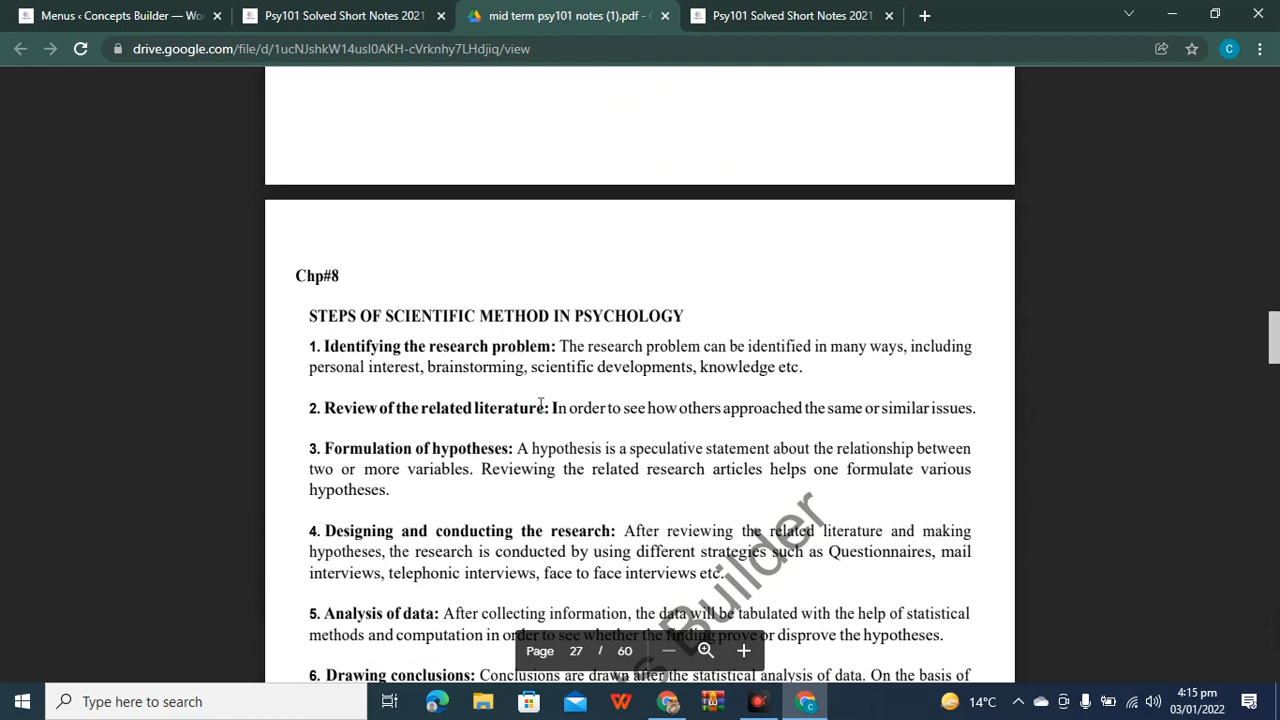 Menus ‹ Concepts Builder — Wo
Psy101 Solved Short Notes 2021
mid term psy101 notes (1).pdf -
Psy101 Solved Short Notes 2021
drive.google.com/file/d/1ucNJshkW14usl0AKH-cVrknhy7LHdjiq/view
C
Chp#8
STEPS OF SCIENTIFIC METHOD IN PSYCHOLOGY
1. Identifying the research problem: The research problem can be identified in many ways, including
personal interest, brainstorming, scientific developments, knowledge etc.
2. Review of the related literature: In order to see how others approached the same or similar issues.
3. Formulation of hypotheses: A hypothesis is a speculative statement about the relationship between
two or more variables. Reviewing the related research articles helps one formulate various
hypotheses.
4. Designing and conducting the research: After reviewing the related literature and making
hypotheses, the research is conducted by using different strategies such as Questionnaires, mail
interviews, telephonic interviews, face to face interviews etc.
5. Analysis of data: After collecting information, the data will be tabulated with the help of statistical
methods and computation in order to see whether the finding prove or disprove the hypotheses.
6. Drawing conclusions: Conclusions are drawn after the statistical analysis of data. On the basis of
s Builder
Page 27 / 60
Type here to search
14°C
4:15 pm
03/01/2022